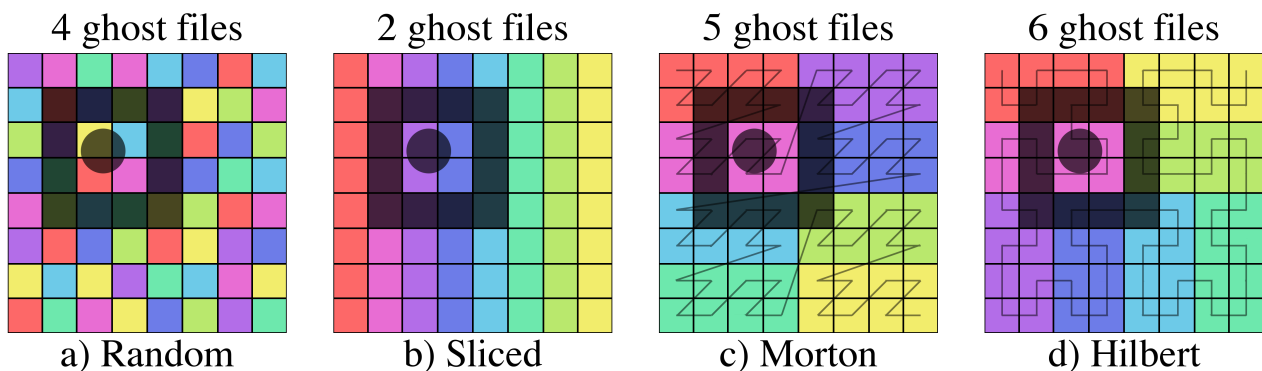 4 ghost files
2 ghost files
5 ghost files
6 ghost files
a) Random
b) Sliced
c) Morton
d) Hilbert